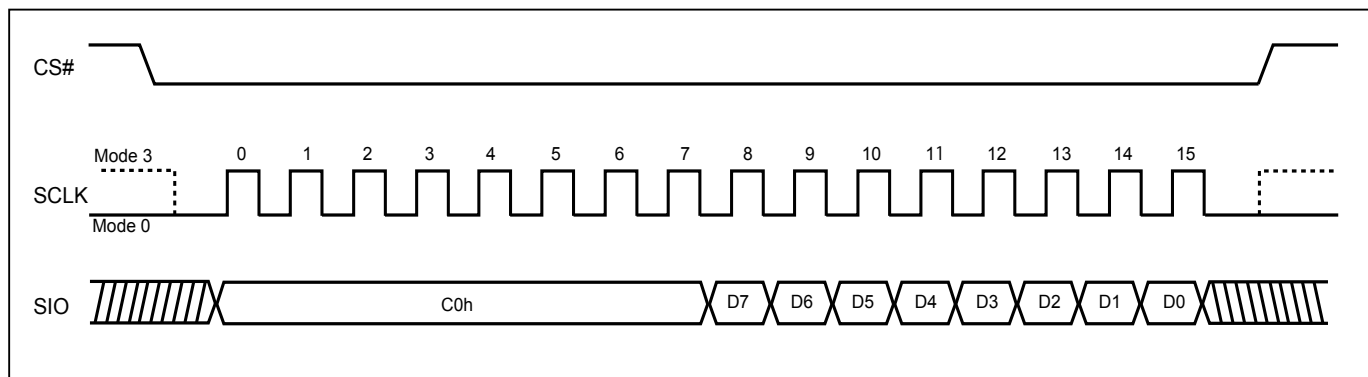 CS#
Mode 3
0 1 2 3 4 5 6 7 8 9 10 11 12 13 14 15
SCLK
Mode 0
SIO
C0h D7 D6 D5 D4 D3 D2 D1 D0